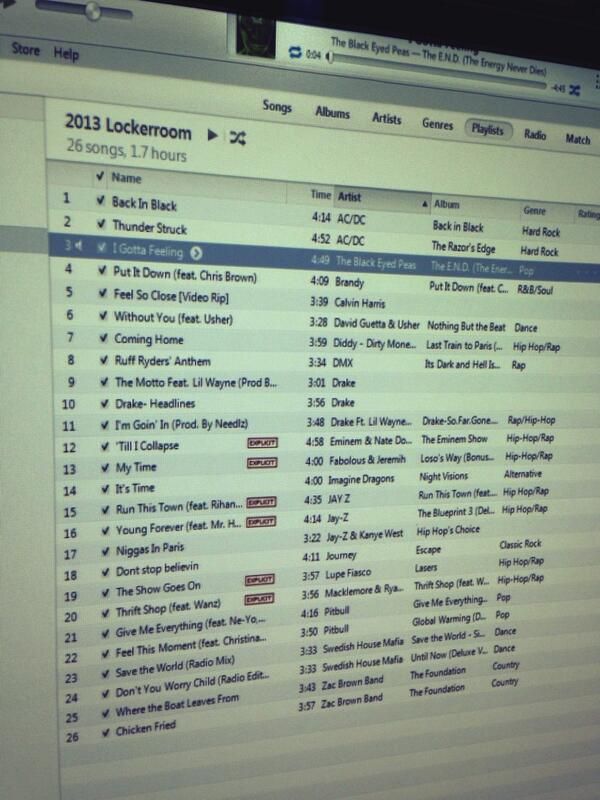 The Black Eyed Peas — The E.N.D. (The Energy Never Dies)
0:04 -4:45
Store Help
Songs Albums Artists Genres Playlists Radio Match
2013 Lockerroom
26 songs, 1.7 hours
✓ Name Time Artist Album Genre Rating
1 ✓ Back In Black 4:14 AC/DC Back in Black Hard Rock
2 ✓ Thunder Struck 4:52 AC/DC The Razor's Edge Hard Rock
3 ✓ I Gotta Feeling 4:49 The Black Eyed Peas The E.N.D. (The Ener... Pop
4 ✓ Put It Down (feat. Chris Brown) 4:09 Brandy Put It Down (feat. C... R&B/Soul
5 ✓ Feel So Close [Video Rip] 3:39 Calvin Harris
6 ✓ Without You (feat. Usher) 3:28 David Guetta & Usher Nothing But the Beat Dance
7 ✓ Coming Home 3:59 Diddy - Dirty Mone... Last Train to Paris (... Hip Hop/Rap
8 ✓ Ruff Ryders' Anthem 3:34 DMX Its Dark and Hell Is... Rap
9 ✓ The Motto Feat. Lil Wayne (Prod B... 3:01 Drake
10 ✓ Drake- Headlines 3:56 Drake
11 ✓ I'm Goin' In (Prod. By Needlz) 3:48 Drake Ft. Lil Wayne... Drake-So.Far.Gone... Rap/Hip-Hop
12 ✓ 'Till I Collapse EXPLICIT 4:58 Eminem & Nate Do... The Eminem Show Hip-Hop/Rap
13 ✓ My Time EXPLICIT 4:00 Fabolous & Jeremih Loso's Way (Bonus... Hip-Hop/Rap
14 ✓ It's Time 4:00 Imagine Dragons Night Visions Alternative
15 ✓ Run This Town (feat. Rihan... EXPLICIT 4:35 JAY Z Run This Town (feat.... Hip Hop/Rap
16 ✓ Young Forever (feat. Mr. H... EXPLICIT 4:14 Jay-Z The Blueprint 3 (Del... Hip Hop/Rap
17 ✓ Niggas In Paris 3:22 Jay-Z & Kanye West Hip Hop's Choice
18 ✓ Dont stop believin 4:11 Journey Escape Classic Rock
19 ✓ The Show Goes On EXPLICIT 3:57 Lupe Fiasco Lasers Hip Hop/Rap
20 ✓ Thrift Shop (feat. Wanz) EXPLICIT 3:56 Macklemore & Rya... Thrift Shop (feat. W... Hip-Hop/Rap
21 ✓ Give Me Everything (feat. Ne-Yo,... 4:16 Pitbull Give Me Everything... Pop
22 ✓ Feel This Moment (feat. Christina... 3:50 Pitbull Global Warming (D... Pop
23 ✓ Save the World (Radio Mix) 3:33 Swedish House Mafia Save the World - Si... Dance
24 ✓ Don't You Worry Child (Radio Edit... 3:33 Swedish House Mafia Until Now (Deluxe V... Dance
25 ✓ Where the Boat Leaves From 3:43 Zac Brown Band The Foundation Country
26 ✓ Chicken Fried 3:57 Zac Brown Band The Foundation Country